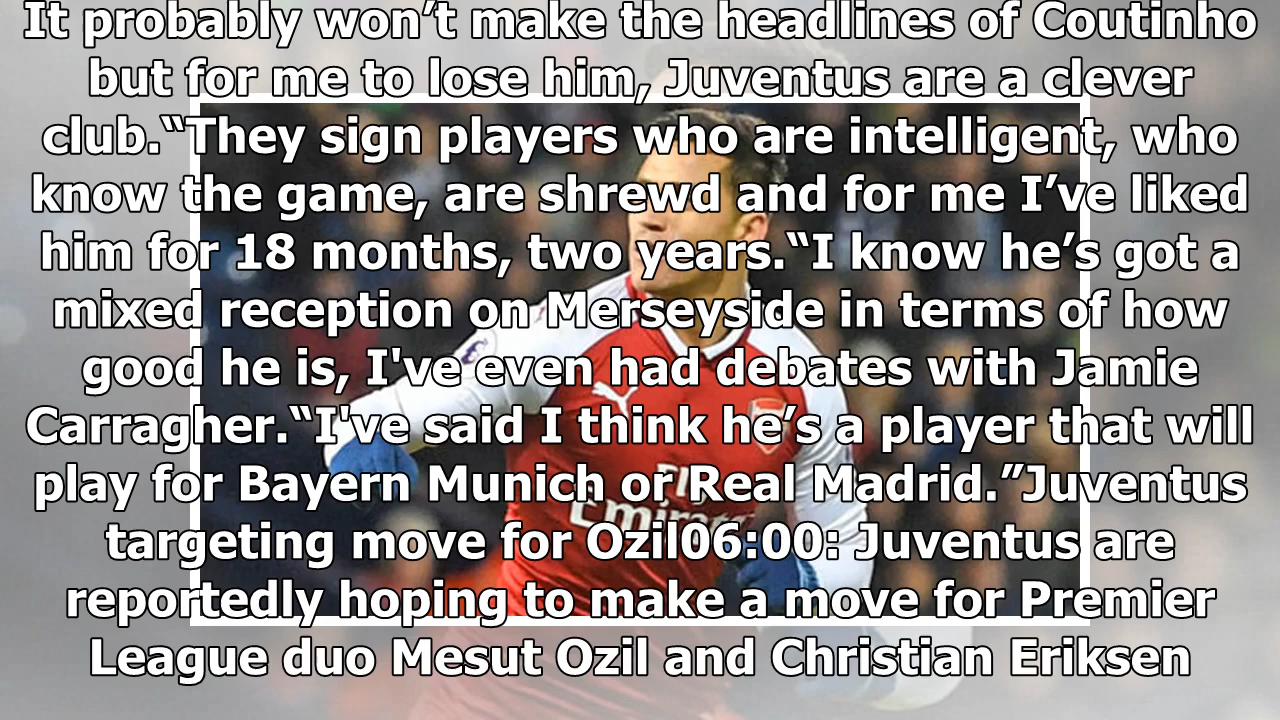 It probably won’t make the headlines of Coutinho
but for me to lose him, Juventus are a clever
club.“They sign players who are intelligent, who
know the game, are shrewd and for me I’ve liked
him for 18 months, two years.“I know he’s got a
mixed reception on Merseyside in terms of how
good he is, I've even had debates with Jamie
Carragher.“I've said I think he’s a player that will
play for Bayern Munich or Real Madrid.”Juventus
targeting move for Ozil06:00: Juventus are
reportedly hoping to make a move for Premier
League duo Mesut Ozil and Christian Eriksen